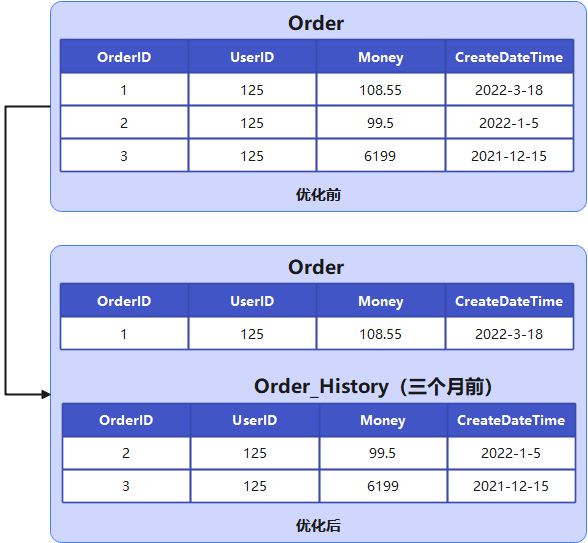 Order
OrderID UserID Money CreateDateTime
1 125 108.55 2022-3-18
2 125 99.5 2022-1-5
3 125 6199 2021-12-15
优化前
Order
OrderID UserID Money CreateDateTime
1 125 108.55 2022-3-18
Order_History（三个月前）
OrderID UserID Money CreateDateTime
2 125 99.5 2022-1-5
3 125 6199 2021-12-15
优化后